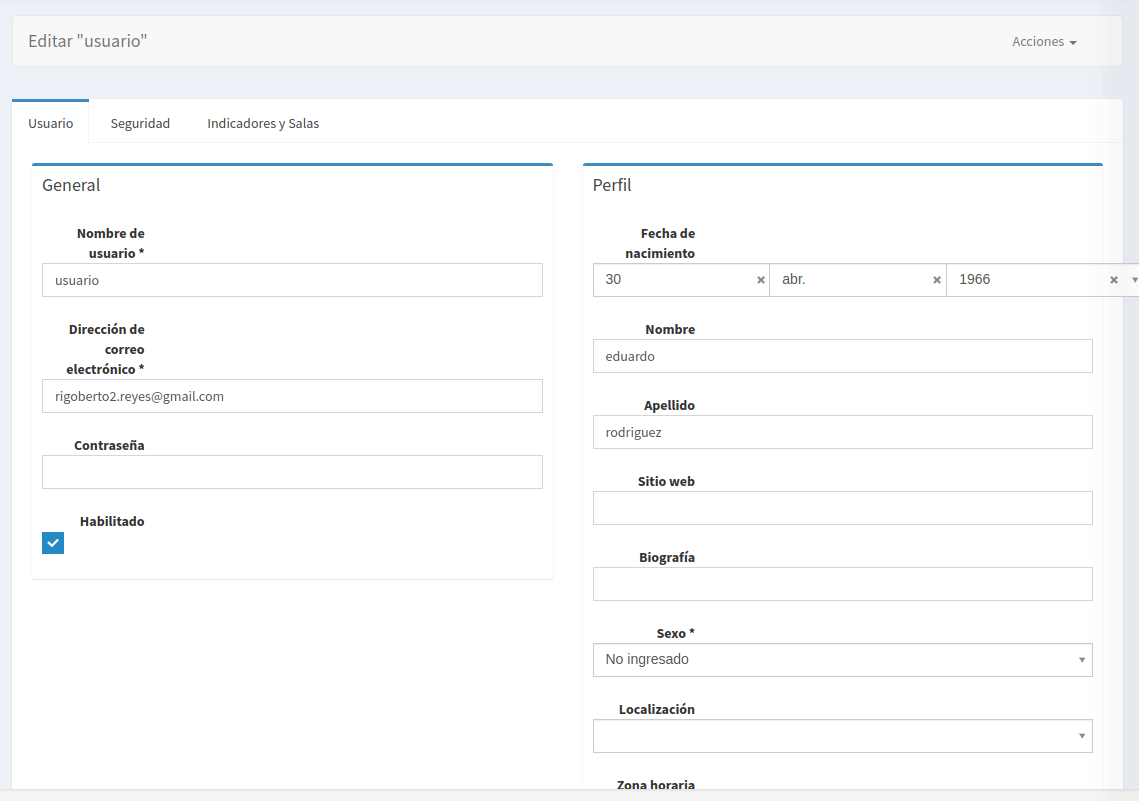 Editar "usuario"
Acciones
Usuario
Seguridad
Indicadores y Salas
General
Nombre de
usuario *
usuario
Dirección de
correo
electrónico *
rigoberto2.reyes@gmail.com
Contraseña
Habilitado
Perfil
Fecha de
nacimiento
30
abr.
1966
Nombre
eduardo
Apellido
rodriguez
Sitio web
Biografía
Sexo *
No ingresado
Localización
Zona horaria